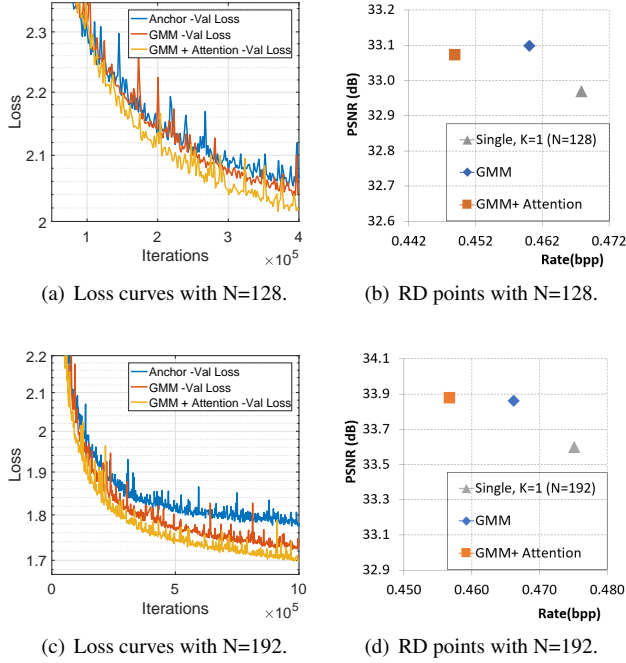 Anchor -Val Loss
GMM -Val Loss
GMM + Attention -Val Loss
2.3
2.2
2.1
2
Loss
1
2
3
4
×10^5
Iterations
(a) Loss curves with N=128.
33.2
33.1
33.0
32.9
32.8
32.7
32.6
PSNR (dB)
Single, K=1 (N=128)
GMM
GMM+ Attention
0.442
0.452
0.462
0.472
Rate(bpp)
(b) RD points with N=128.
2.2
2.1
2
1.9
1.8
1.7
Loss
Anchor -Val Loss
GMM -Val Loss
GMM + Attention -Val Loss
0
5
10
×10^5
Iterations
(c) Loss curves with N=192.
34.1
33.9
33.7
33.5
33.3
33.1
32.9
PSNR (dB)
Single, K=1 (N=192)
GMM
GMM+ Attention
0.450
0.460
0.470
0.480
Rate(bpp)
(d) RD points with N=192.